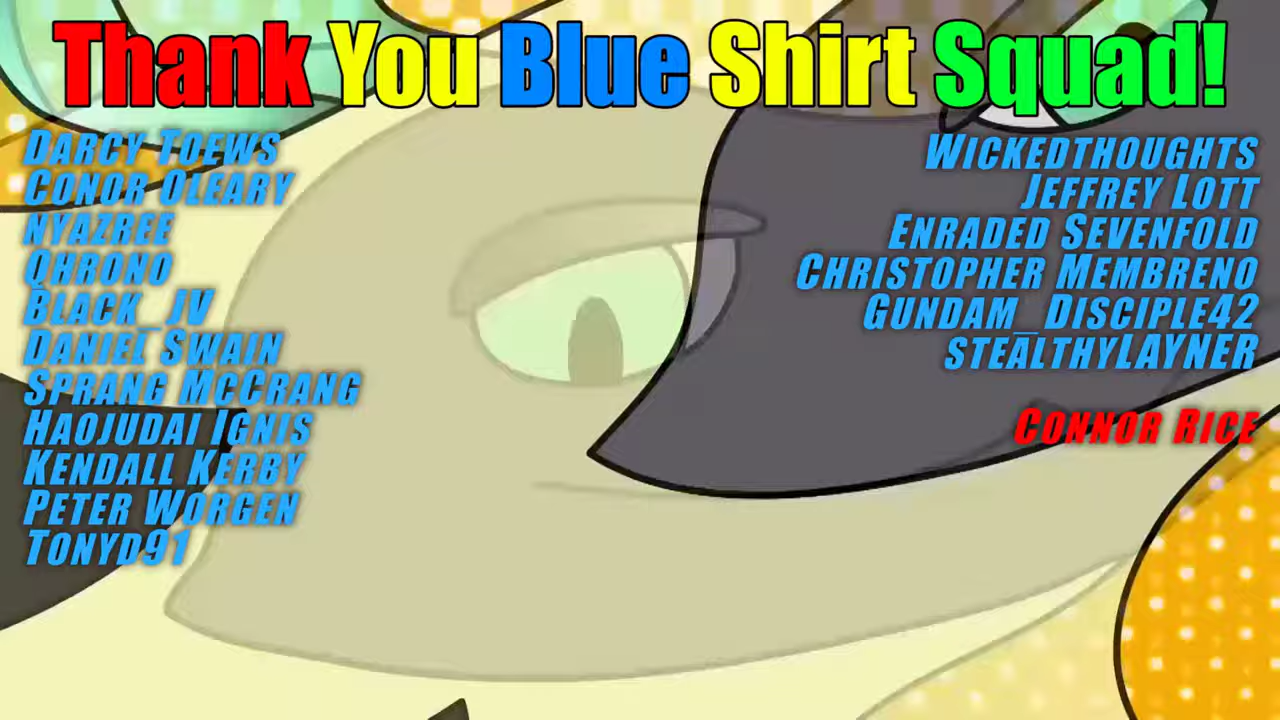 Thank You Blue Shirt Squad!
Darcy Toews
Conor Oleary
nyazree
Qhrono
Black_jv
Daniel Swain
Sprang McCrang
Haojudai Ignis
Kendall Kerby
Peter Worgen
Tonyd91
Wickedthoughts
Jeffrey Lott
Enraded Sevenfold
Christopher Membreno
Gundam_Disciple42
stealthyLAYNER
Connor Rice